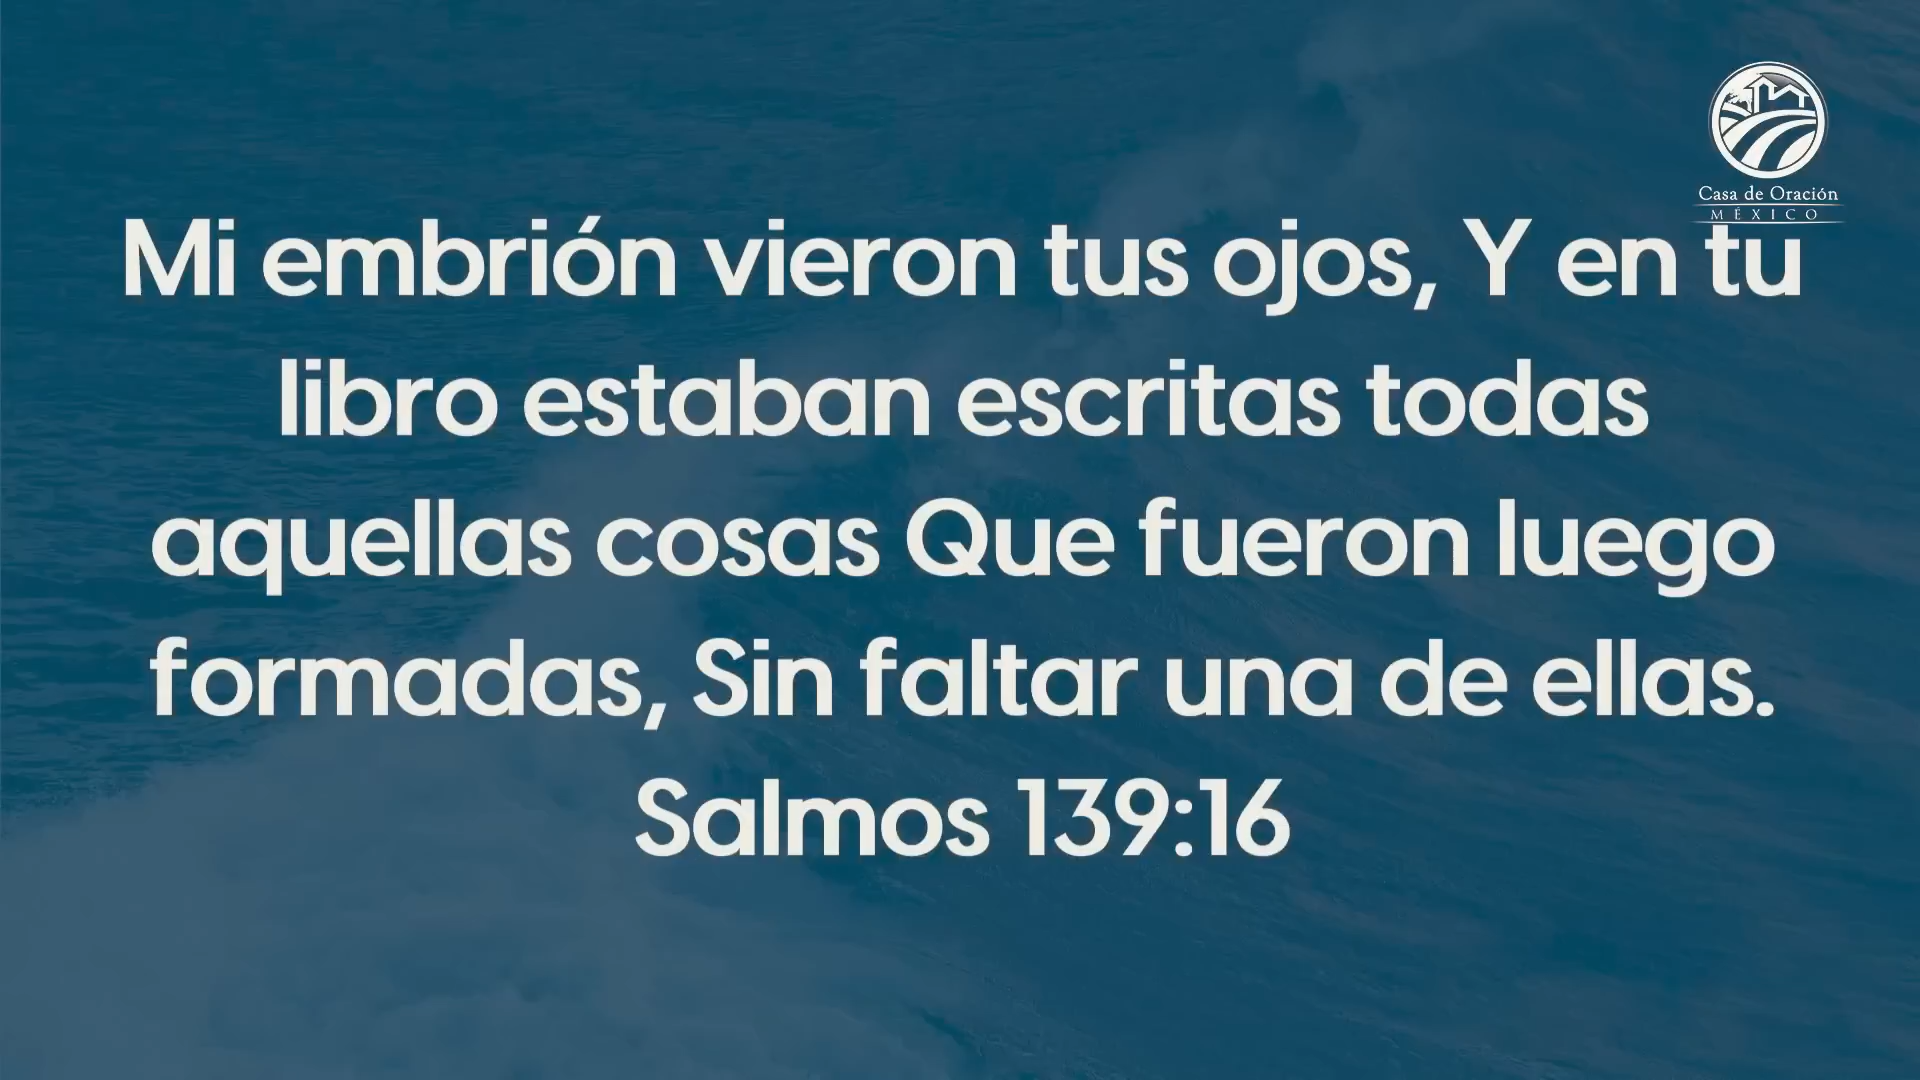 Casa de Oración
MÉXICO
Mi embrión vieron tus ojos, Y en tu
libro estaban escritas todas
aquellas cosas Que fueron luego
formadas, Sin faltar una de ellas.
Salmos 139:16